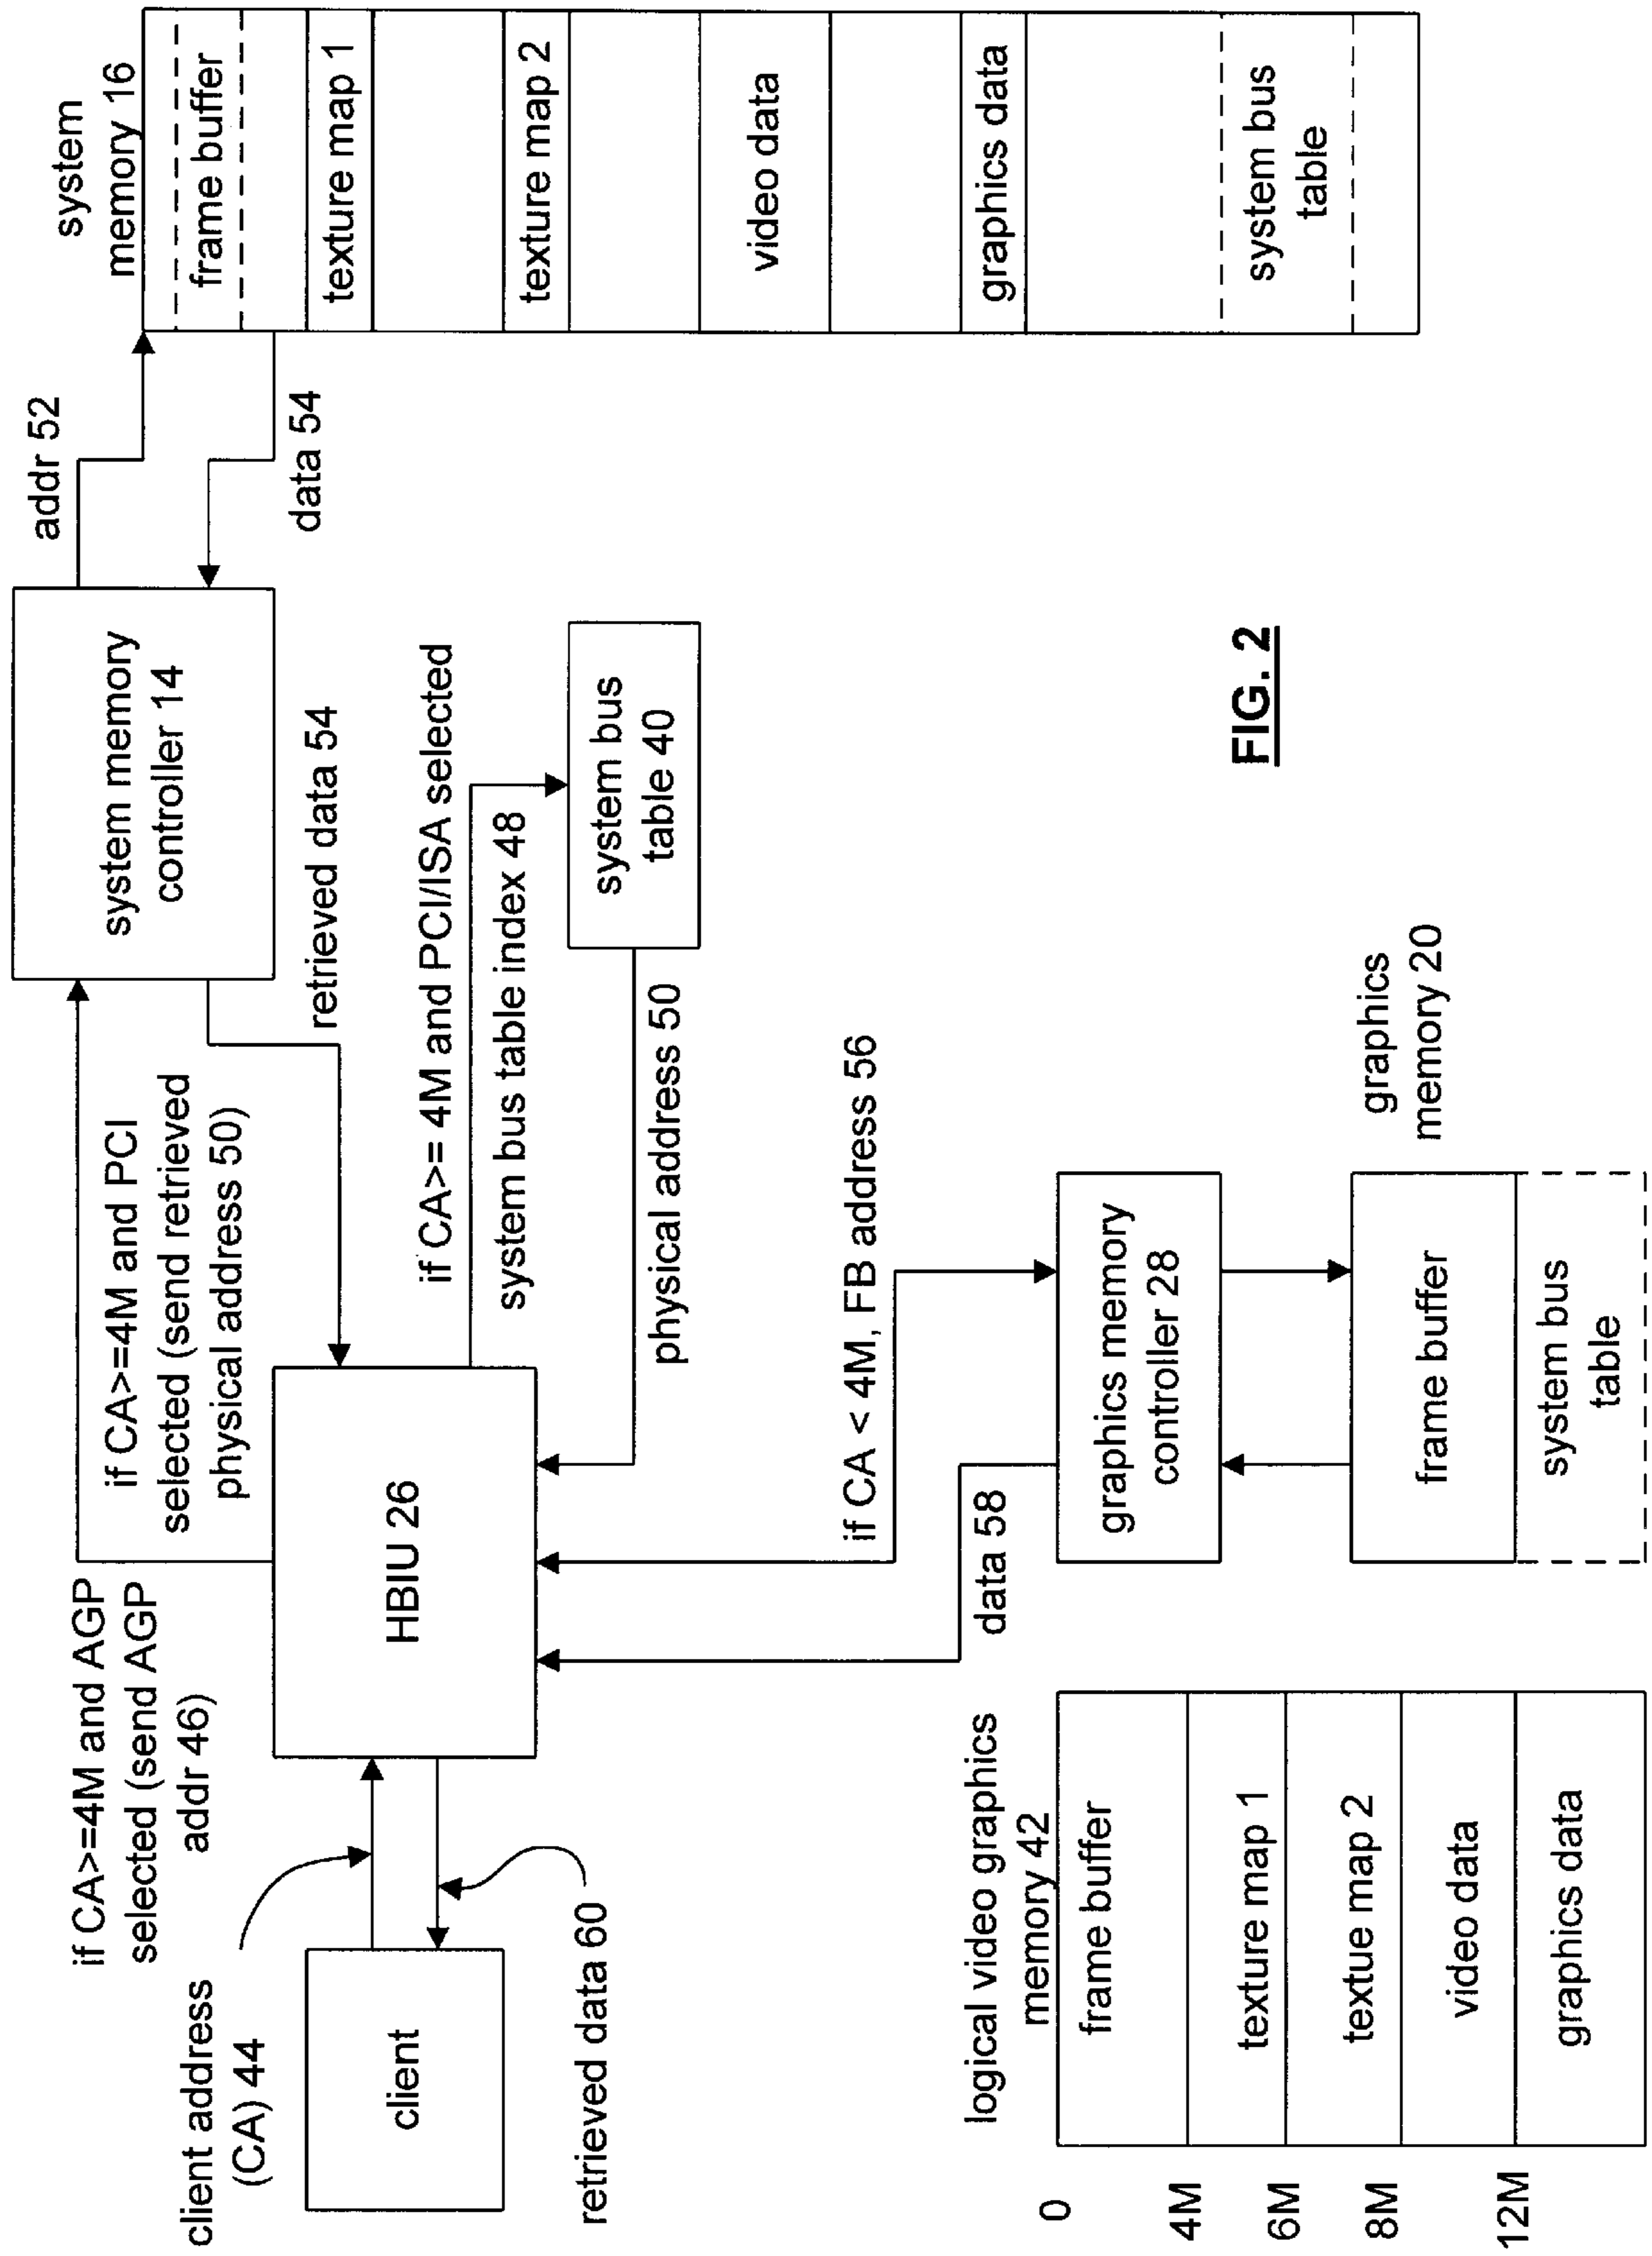 if CA>=4M and AGP
selected (send AGP
addr 46)
if CA>=4M and PCI
selected (send retrieved
physical address 50)
system memory
controller 14
addr 52
data 54
system
memory 16
frame buffer
texture map 1
texture map 2
video data
graphics data
system bus
table
client address
(CA) 44
client
retrieved data 60
HBIU 26
retrieved data 54
if CA>= 4M and PCI/ISA selected
system bus table index 48
system bus
table 40
physical address 50
if CA < 4M, FB address 56
data 58
graphics memory
controller 28
graphics
memory 20
frame buffer
system bus
table
logical video graphics
memory 42
0
frame buffer
4M
texture map 1
6M
textue map 2
8M
video data
12M
graphics data
FIG. 2